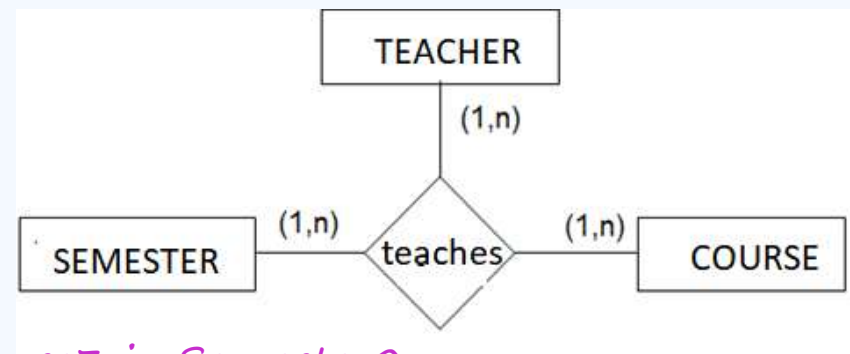 TEACHER
(1,n)
(1,n)
(1,n)
SEMESTER
teaches
COURSE